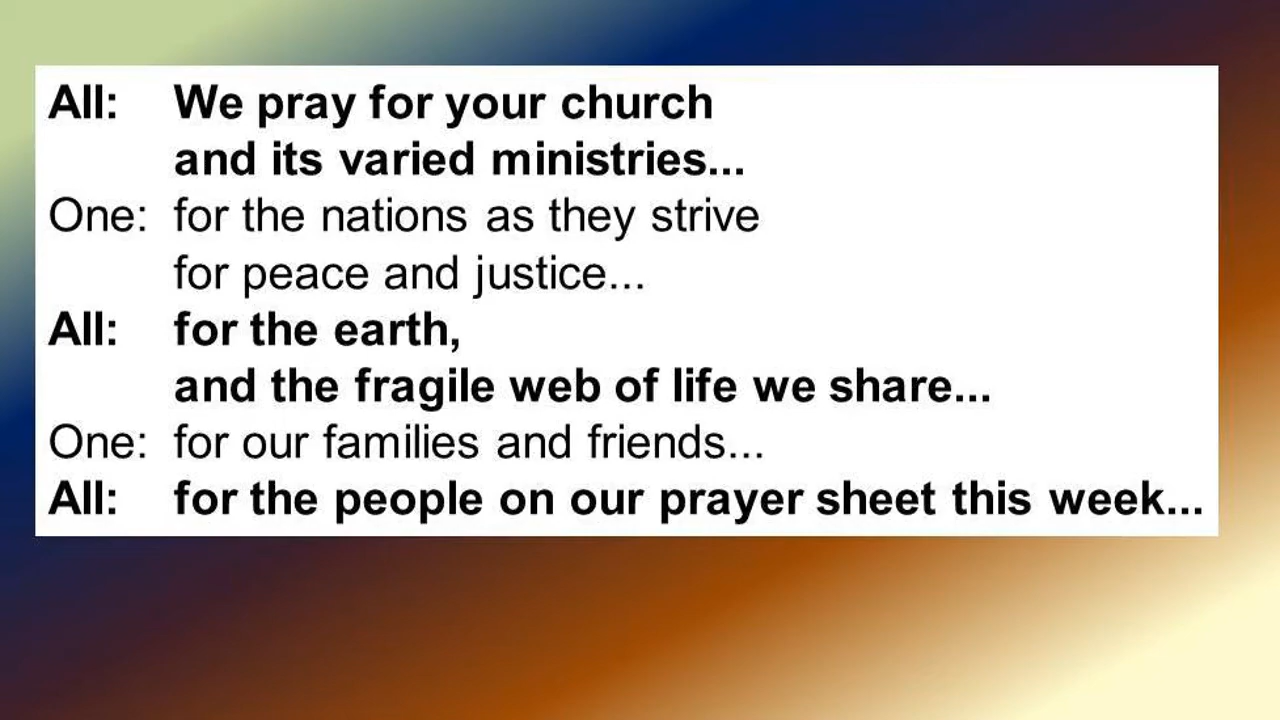 All: We pray for your church
and its varied ministries...
One: for the nations as they strive
for peace and justice...
All: for the earth,
and the fragile web of life we share...
One: for our families and friends...
All: for the people on our prayer sheet this week...